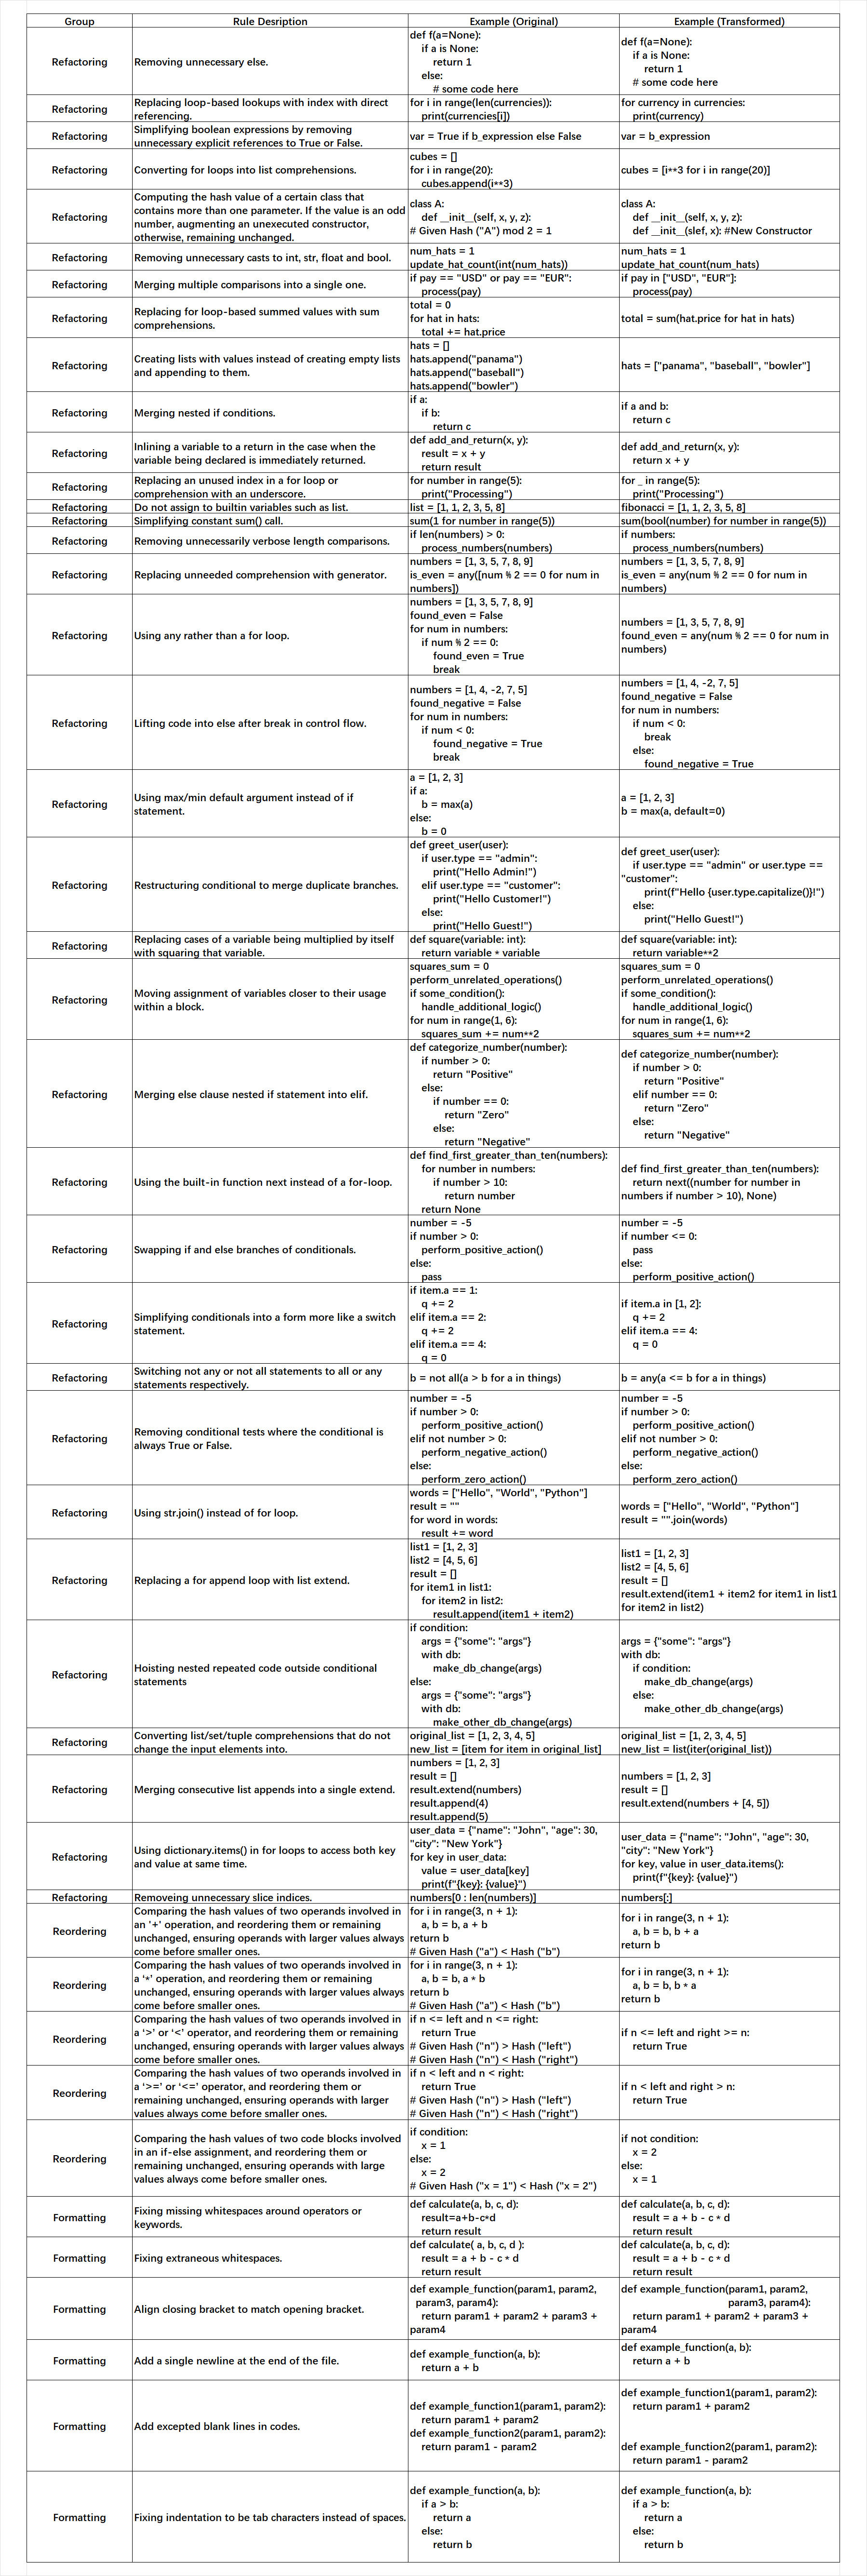 Group Rule Desription Example (Original) Example (Transformed)
Refactoring
Removing unnecessary else.
def f(a=None):
if a is None:
return 1
else:
# some code here
def f(a=None):
if a is None:
return 1
# some code here
Refactoring
Replacing loop-based lookups with index with direct
referencing.
for i in range(len(currencies)):
print(currencies[i])
for currency in currencies:
print(currency)
Refactoring
Simplifying boolean expressions by removing
unnecessary explicit references to True or False.
var = True if b_expression else False
var = b_expression
Refactoring
Converting for loops into list comprehensions.
cubes = []
for i in range(20):
cubes.append(i**3)
cubes = [i**3 for i in range(20)]
Refactoring
Computing the hash value of a certain class that
contains more than one parameter. If the value is an odd
number, augmenting an unexecuted constructor,
otherwise, remaining unchanged.
class A:
def __init__(self, x, y, z):
# Given Hash ("A") mod 2 = 1
class A:
def __init__(self, x, y, z):
def __init__(slef, x): #New Constructor
Refactoring
Removing unnecessary casts to int, str, float and bool.
num_hats = 1
update_hat_count(int(num_hats))
num_hats = 1
update_hat_count(num_hats)
Refactoring
Merging multiple comparisons into a single one.
if pay == "USD" or pay == "EUR":
process(pay)
if pay in ["USD", "EUR"]:
process(pay)
Refactoring
Replacing for loop-based summed values with sum
comprehensions.
total = 0
for hat in hats:
total += hat.price
total = sum(hat.price for hat in hats)
Refactoring
Creating lists with values instead of creating empty lists
and appending to them.
hats = []
hats.append("panama")
hats.append("baseball")
hats.append("bowler")
hats = ["panama", "baseball", "bowler"]
Refactoring
Merging nested if conditions.
if a:
if b:
return c
if a and b:
return c
Refactoring
Inlining a variable to a return in the case when the
variable being declared is immediately returned.
def add_and_return(x, y):
result = x + y
return result
def add_and_return(x, y):
return x + y
Refactoring
Replacing an unused index in a for loop or
comprehension with an underscore.
for number in range(5):
print("Processing")
for _ in range(5):
print("Processing")
Refactoring
Do not assign to builtin variables such as list.
list = [1, 1, 2, 3, 5, 8]
fibonacci = [1, 1, 2, 3, 5, 8]
Refactoring
Simplifying constant sum() call.
sum(1 for number in range(5))
sum(bool(number) for number in range(5))
Refactoring
Removing unnecessarily verbose length comparisons.
if len(numbers) > 0:
process_numbers(numbers)
if numbers:
process_numbers(numbers)
Refactoring
Replacing unneeded comprehension with generator.
numbers = [1, 3, 5, 7, 8, 9]
is_even = any([num % 2 == 0 for num in
numbers])
numbers = [1, 3, 5, 7, 8, 9]
is_even = any(num % 2 == 0 for num in
numbers)
Refactoring
Using any rather than a for loop.
numbers = [1, 3, 5, 7, 8, 9]
found_even = False
for num in numbers:
if num % 2 == 0:
found_even = True
break
numbers = [1, 3, 5, 7, 8, 9]
found_even = any(num % 2 == 0 for num in
numbers)
Refactoring
Lifting code into else after break in control flow.
numbers = [1, 4, -2, 7, 5]
found_negative = False
for num in numbers:
if num < 0:
found_negative = True
break
numbers = [1, 4, -2, 7, 5]
found_negative = False
for num in numbers:
if num < 0:
break
else:
found_negative = True
Refactoring
Using max/min default argument instead of if
statement.
a = [1, 2, 3]
if a:
b = max(a)
else:
b = 0
a = [1, 2, 3]
b = max(a, default=0)
Refactoring
Restructuring conditional to merge duplicate branches.
def greet_user(user):
if user.type == "admin":
print("Hello Admin!")
elif user.type == "customer":
print("Hello Customer!")
else:
print("Hello Guest!")
def greet_user(user):
if user.type == "admin" or user.type ==
"customer":
print(f"Hello {user.type.capitalize()}!")
else:
print("Hello Guest!")
Refactoring
Replacing cases of a variable being multiplied by itself
with squaring that variable.
def square(variable: int):
return variable * variable
def square(variable: int):
return variable**2
Refactoring
Moving assignment of variables closer to their usage
within a block.
squares_sum = 0
perform_unrelated_operations()
if some_condition():
handle_additional_logic()
for num in range(1, 6):
squares_sum += num**2
squares_sum = 0
perform_unrelated_operations()
if some_condition():
handle_additional_logic()
for num in range(1, 6):
squares_sum += num**2
Refactoring
Merging else clause nested if statement into elif.
def categorize_number(number):
if number > 0:
return "Positive"
else:
if number == 0:
return "Zero"
else:
return "Negative"
def categorize_number(number):
if number > 0:
return "Positive"
elif number == 0:
return "Zero"
else:
return "Negative"
Refactoring
Using the built-in function next instead of a for-loop.
def find_first_greater_than_ten(numbers):
for number in numbers:
if number > 10:
return number
return None
def find_first_greater_than_ten(numbers):
return next((number for number in
numbers if number > 10), None)
Refactoring
Swapping if and else branches of conditionals.
number = -5
if number > 0:
perform_positive_action()
else:
pass
number = -5
if number <= 0:
pass
else:
perform_positive_action()
Refactoring
Simplifying conditionals into a form more like a switch
statement.
if item.a == 1:
q += 2
elif item.a == 2:
q += 2
elif item.a == 4:
q = 0
if item.a in [1, 2]:
q += 2
elif item.a == 4:
q = 0
Refactoring
Switching not any or not all statements to all or any
statements respectively.
b = not all(a > b for a in things)
b = any(a <= b for a in things)
Refactoring
Removing conditional tests where the conditional is
always True or False.
number = -5
if number > 0:
perform_positive_action()
elif not number > 0:
perform_negative_action()
else:
perform_zero_action()
number = -5
if number > 0:
perform_positive_action()
elif not number > 0:
perform_negative_action()
else:
perform_zero_action()
Refactoring
Using str.join() instead of for loop.
words = ["Hello", "World", "Python"]
result = ""
for word in words:
result += word
words = ["Hello", "World", "Python"]
result = "".join(words)
Refactoring
Replacing a for append loop with list extend.
list1 = [1, 2, 3]
list2 = [4, 5, 6]
result = []
for item1 in list1:
for item2 in list2:
result.append(item1 + item2)
list1 = [1, 2, 3]
list2 = [4, 5, 6]
result = []
result.extend(item1 + item2 for item1 in list1
for item2 in list2)
Refactoring
Hoisting nested repeated code outside conditional
statements
if condition:
args = {"some": "args"}
with db:
make_db_change(args)
else:
args = {"some": "args"}
with db:
make_other_db_change(args)
args = {"some": "args"}
with db:
if condition:
make_db_change(args)
else:
make_other_db_change(args)
Refactoring
Converting list/set/tuple comprehensions that do not
change the input elements into.
original_list = [1, 2, 3, 4, 5]
new_list = [item for item in original_list]
original_list = [1, 2, 3, 4, 5]
new_list = list(iter(original_list))
Refactoring
Merging consecutive list appends into a single extend.
numbers = [1, 2, 3]
result = []
result.extend(numbers)
result.append(4)
result.append(5)
numbers = [1, 2, 3]
result = []
result.extend(numbers + [4, 5])
Refactoring
Using dictionary.items() in for loops to access both key
and value at same time.
user_data = {"name": "John", "age": 30,
"city": "New York"}
for key in user_data:
value = user_data[key]
print(f"{key}: {value}")
user_data = {"name": "John", "age": 30,
"city": "New York"}
for key, value in user_data.items():
print(f"{key}: {value}")
Refactoring
Removeing unnecessary slice indices.
numbers[0 : len(numbers)]
numbers[:]
Reordering
Comparing the hash values of two operands involved in
an '+' operation, and reordering them or remaining
unchanged, ensuring operands with larger values always
come before smaller ones.
for i in range(3, n + 1):
a, b = b, a + b
return b
# Given Hash ("a") < Hash ("b")
for i in range(3, n + 1):
a, b = b, b + a
return b
Reordering
Comparing the hash values of two operands involved in
a ‘*’ operation, and reordering them or remaining
unchanged, ensuring operands with larger values always
come before smaller ones.
for i in range(3, n + 1):
a, b = b, a * b
return b
# Given Hash ("a") < Hash ("b")
for i in range(3, n + 1):
a, b = b, b * a
return b
Reordering
Comparing the hash values of two operands involved in
a ‘>’ or ‘<’ operator, and reordering them or remaining
unchanged, ensuring operands with larger values always
come before smaller ones.
if n <= left and n <= right:
return True
# Given Hash ("n") > Hash ("left")
# Given Hash ("n") < Hash ("right")
if n <= left and right >= n:
return True
Reordering
Comparing the hash values of two operands involved in
a ‘>=’ or ‘<=’ operator, and reordering them or
remaining unchanged, ensuring operands with larger
values always come before smaller ones.
if n < left and n < right:
return True
# Given Hash ("n") > Hash ("left")
# Given Hash ("n") < Hash ("right")
if n < left and right > n:
return True
Reordering
Comparing the hash values of two code blocks involved
in an if-else assignment, and reordering them or
remaining unchanged, ensuring operands with large
values always come before smaller ones.
if condition:
x = 1
else:
x = 2
# Given Hash ("x = 1") < Hash ("x = 2")
if not condition:
x = 2
else:
x = 1
Formatting
Fixing missing whitespaces around operators or
keywords.
def calculate(a, b, c, d):
result=a+b-c*d
return result
def calculate(a, b, c, d):
result = a + b - c * d
return result
Formatting
Fixing extraneous whitespaces.
def calculate( a, b, c, d ):
result = a + b - c * d
return result
def calculate(a, b, c, d):
result = a + b - c * d
return result
Formatting
Align closing bracket to match opening bracket.
def example_function(param1, param2,
param3, param4):
return param1 + param2 + param3 +
param4
def example_function(param1, param2,
param3, param4):
return param1 + param2 + param3 +
param4
Formatting
Add a single newline at the end of the file.
def example_function(a, b):
return a + b
def example_function(a, b):
return a + b
Formatting
Add excepted blank lines in codes.
def example_function1(param1, param2):
return param1 + param2
def example_function2(param1, param2):
return param1 - param2
def example_function1(param1, param2):
return param1 + param2
def example_function2(param1, param2):
return param1 - param2
Formatting
Fixing indentation to be tab characters instead of spaces.
def example_function(a, b):
if a > b:
return a
else:
return b
def example_function(a, b):
if a > b:
return a
else:
return b